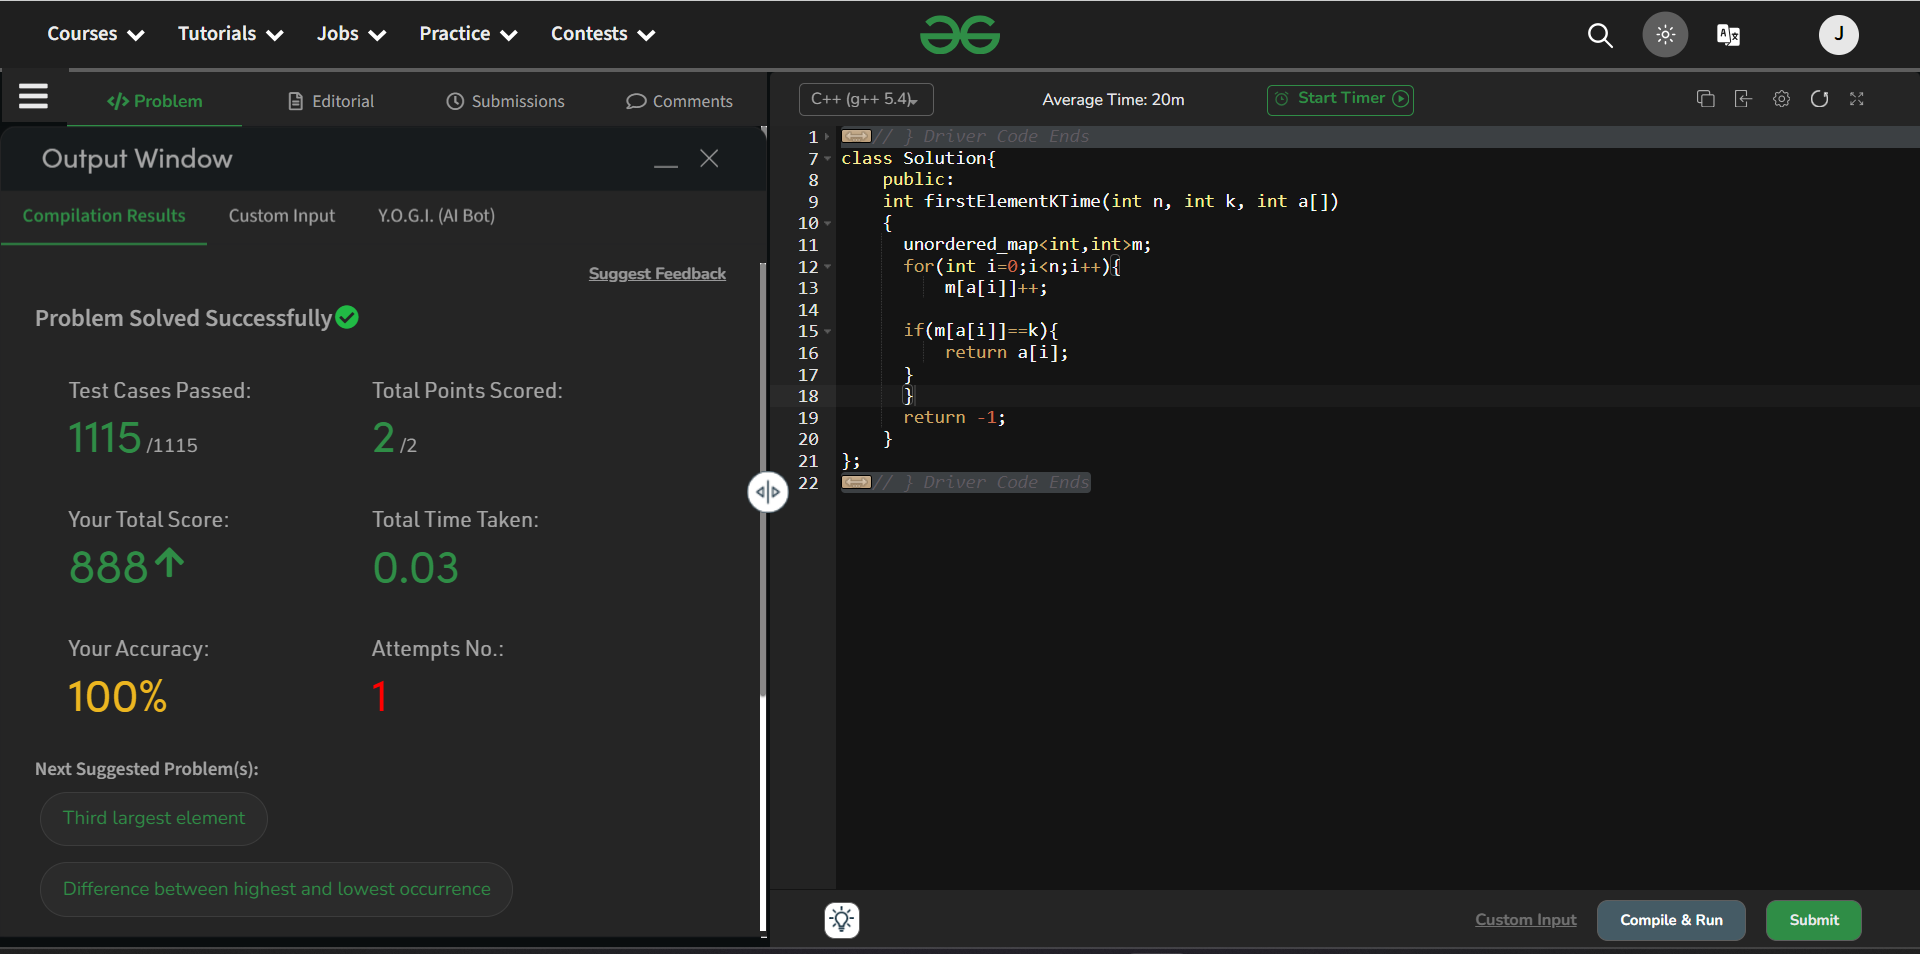 Courses Tutorials Jobs Practice Contests J
Problem Editorial Submissions Comments
Output Window
Compilation Results Custom Input Y.O.G.I. (AI Bot)
Suggest Feedback
Problem Solved Successfully
Test Cases Passed: Total Points Scored:
1115 /1115 2 /2
Your Total Score: Total Time Taken:
888 0.03
Your Accuracy: Attempts No.:
100% 1
Next Suggested Problem(s):
Third largest element
Difference between highest and lowest occurrence
C++ (g++ 5.4) Average Time: 20m Start Timer
1 // } Driver Code Ends
7 class Solution{
8 public:
9 int firstElementKTime(int n, int k, int a[])
10 {
11 unordered_map<int,int>m;
12 for(int i=0;i<n;i++){
13 m[a[i]]++;
14
15 if(m[a[i]]==k){
16 return a[i];
17 }
18 }
19 return -1;
20 }
21 };
22 // } Driver Code Ends
Custom Input Compile & Run Submit